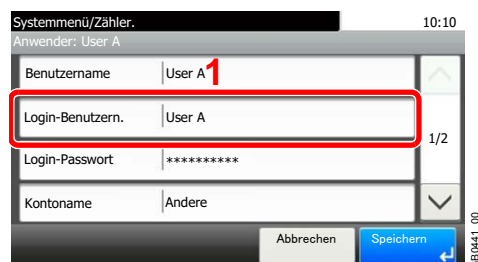 Systemmenü/Zähler. 10:10
Anwender: User A
Benutzername User A 1
Login-Benutzern. User A
1/2
Login-Passwort **********
Kontoname Andere
Abbrechen Speichern